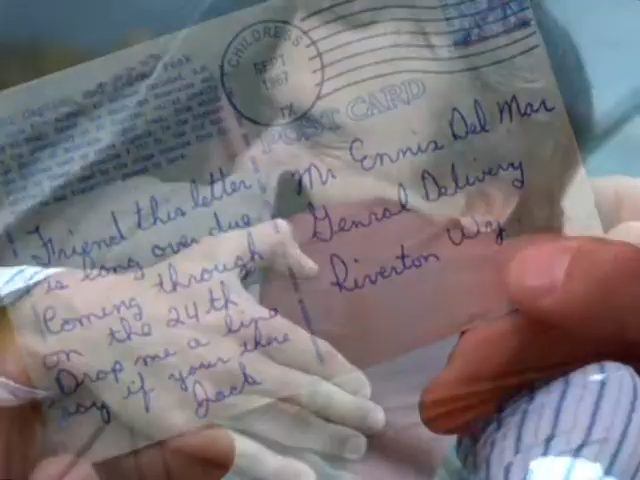 CHILDRESS
SEPT
1967
TX
POST CARD
Friend this letter
is long over due
Coming through
on the 24th
Drop me a line
say if your there
Jack
Mr Ennis Del Mar
Genral Delivery
Riverton Wy.